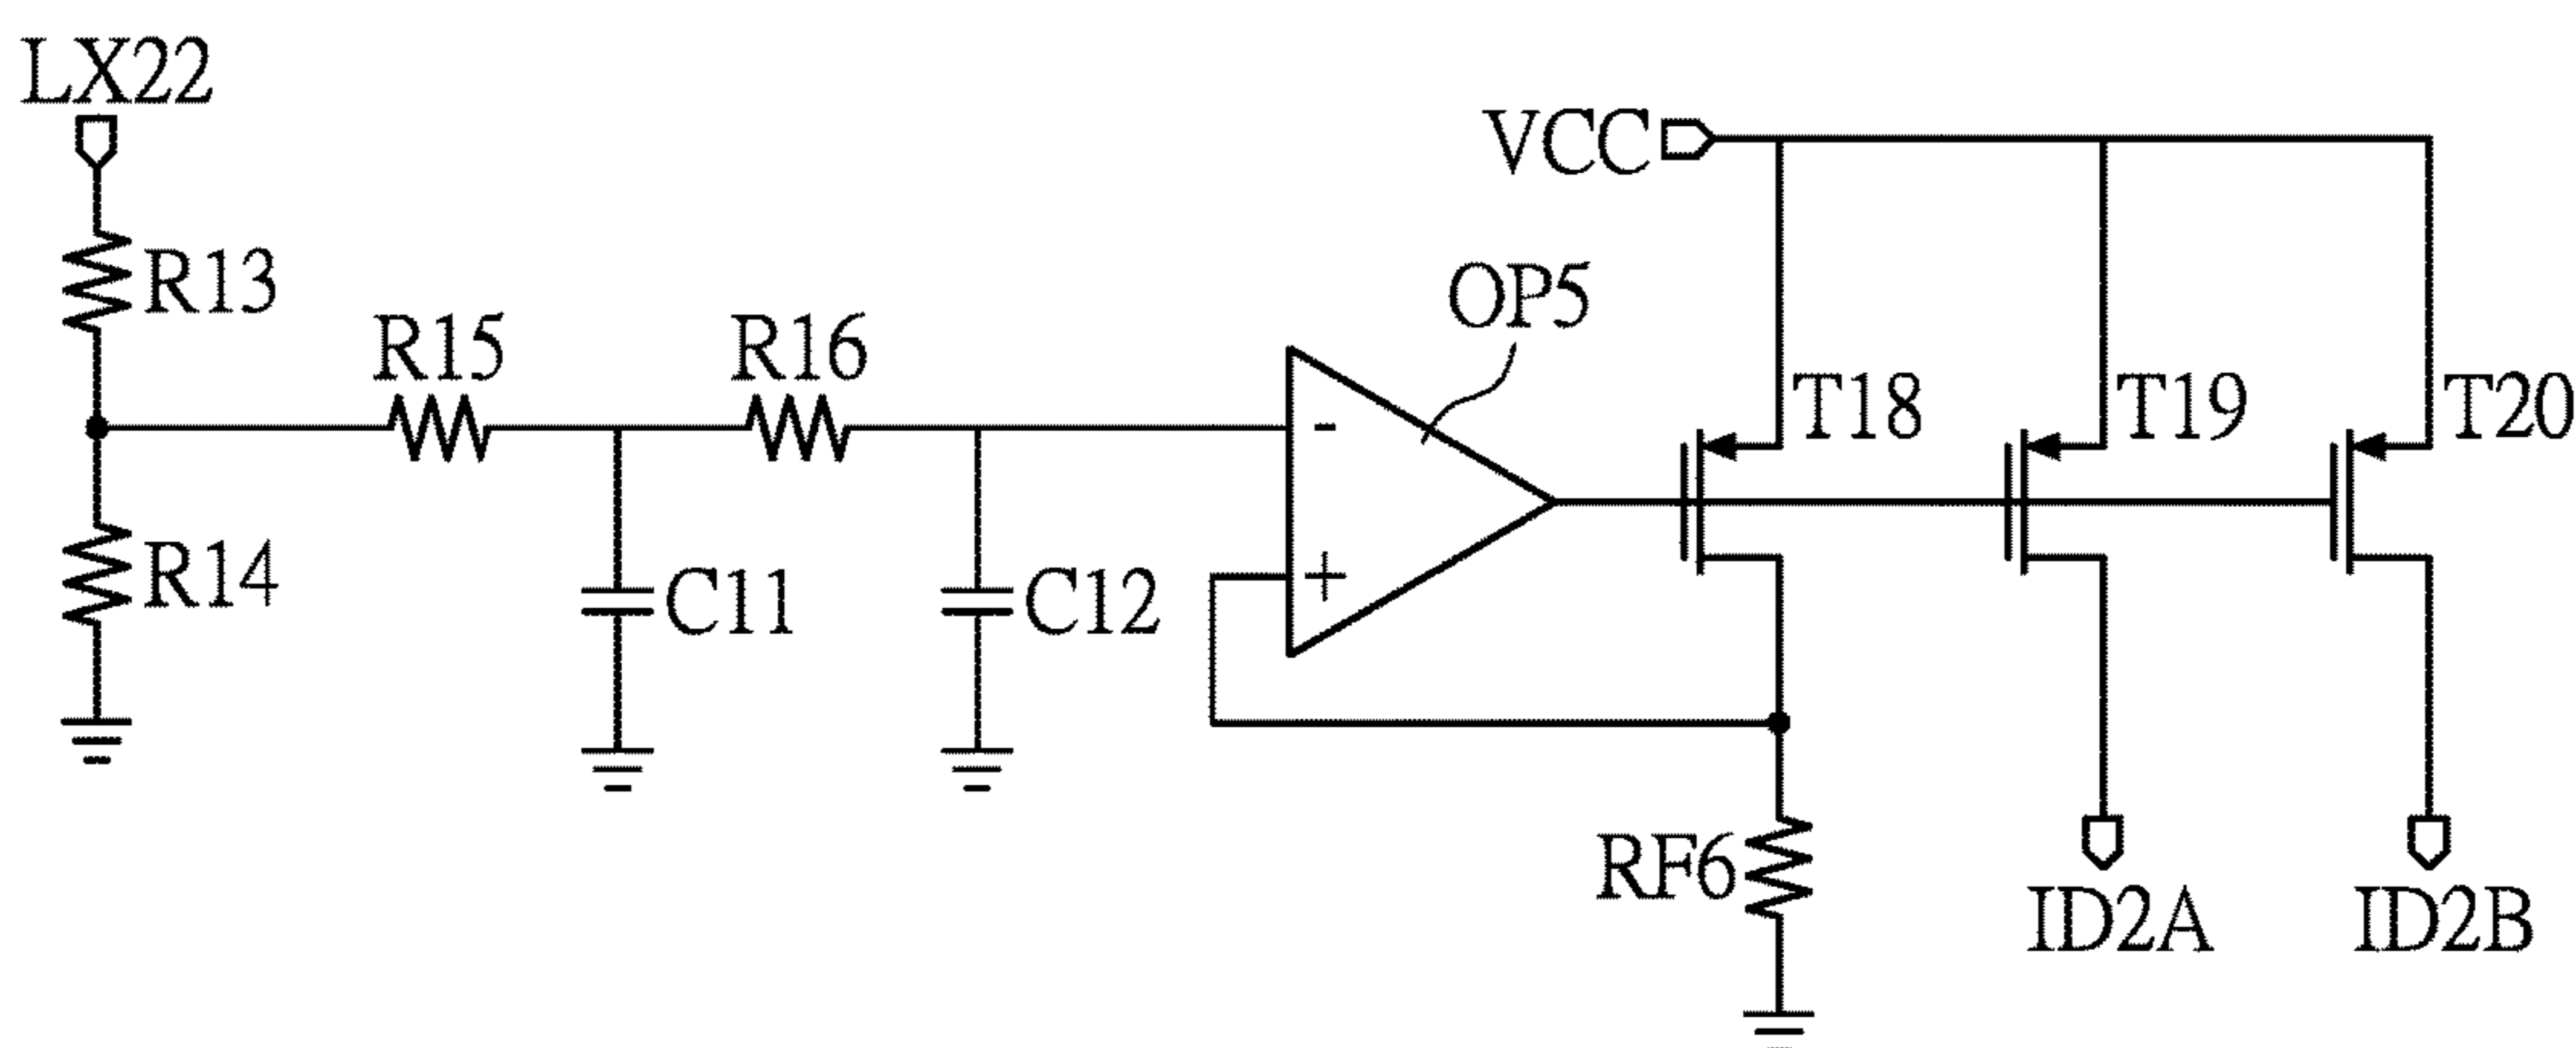 LX22
VCC
R13
OP5
R15
R16
T18
T19
T20
-
R14
C11
C12
+
RF6
ID2A
ID2B